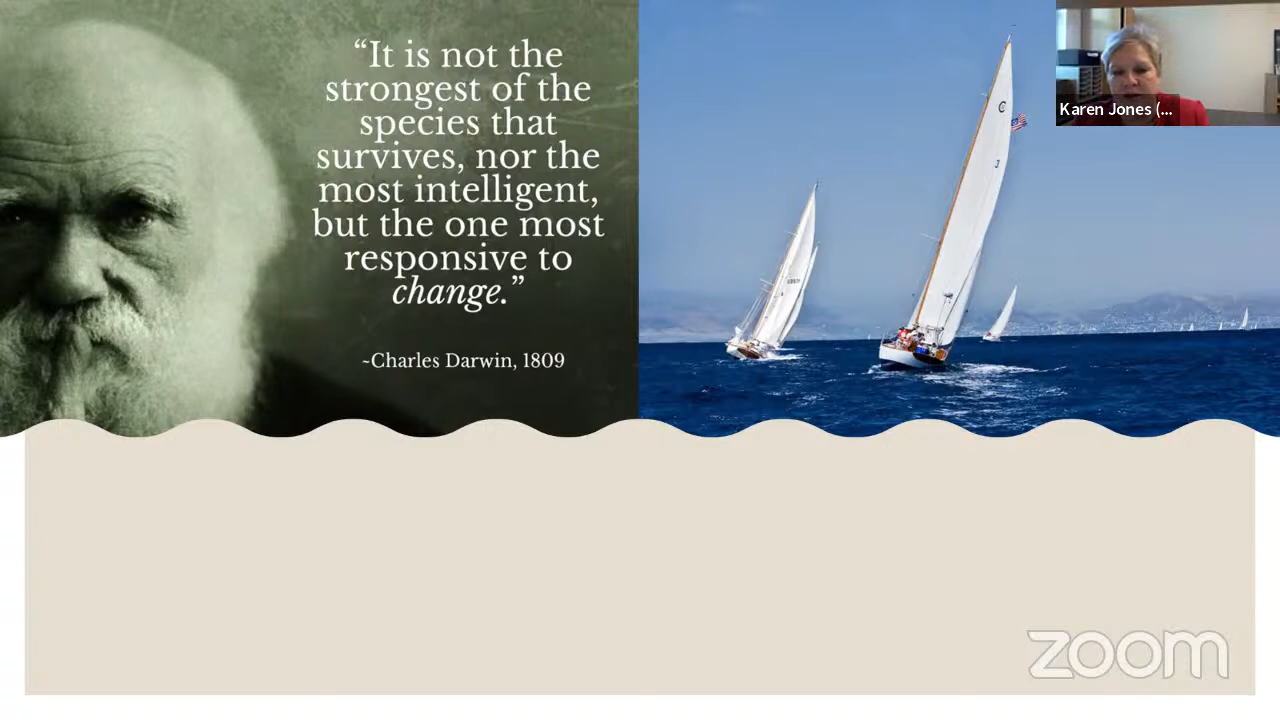 “It is not the
strongest of the
species that
survives, nor the
most intelligent,
but the one most
responsive to
change.”
~Charles Darwin, 1809
C
J
Karen Jones (...
zoom